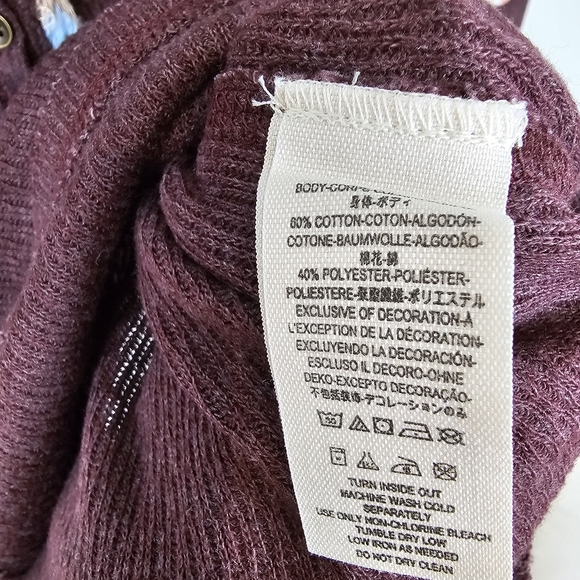 BODY-CORPS
身体-ボディ
60% COTTON-COTON-ALGODÓN-
COTONE-BAUMWOLLE-ALGODÃO-
棉花-綿
40% POLYESTER-POLIÉSTER-
POLIESTERE-聚酯纖維-ポリエステル
EXCLUSIVE OF DECORATION-À
L'EXCEPTION DE LA DÉCORATION-
EXCLUYENDO LA DECORACIÓN-
ESCLUSO IL DECORO-OHNE
DEKO-EXCEPTO DECORAÇÃO-
不包括装飾-デコレーションのみ
30
TURN INSIDE OUT
MACHINE WASH COLD
SEPARATELY
USE ONLY NON-CHLORINE BLEACH
TUMBLE DRY LOW
LOW IRON AS NEEDED
DO NOT DRY CLEAN